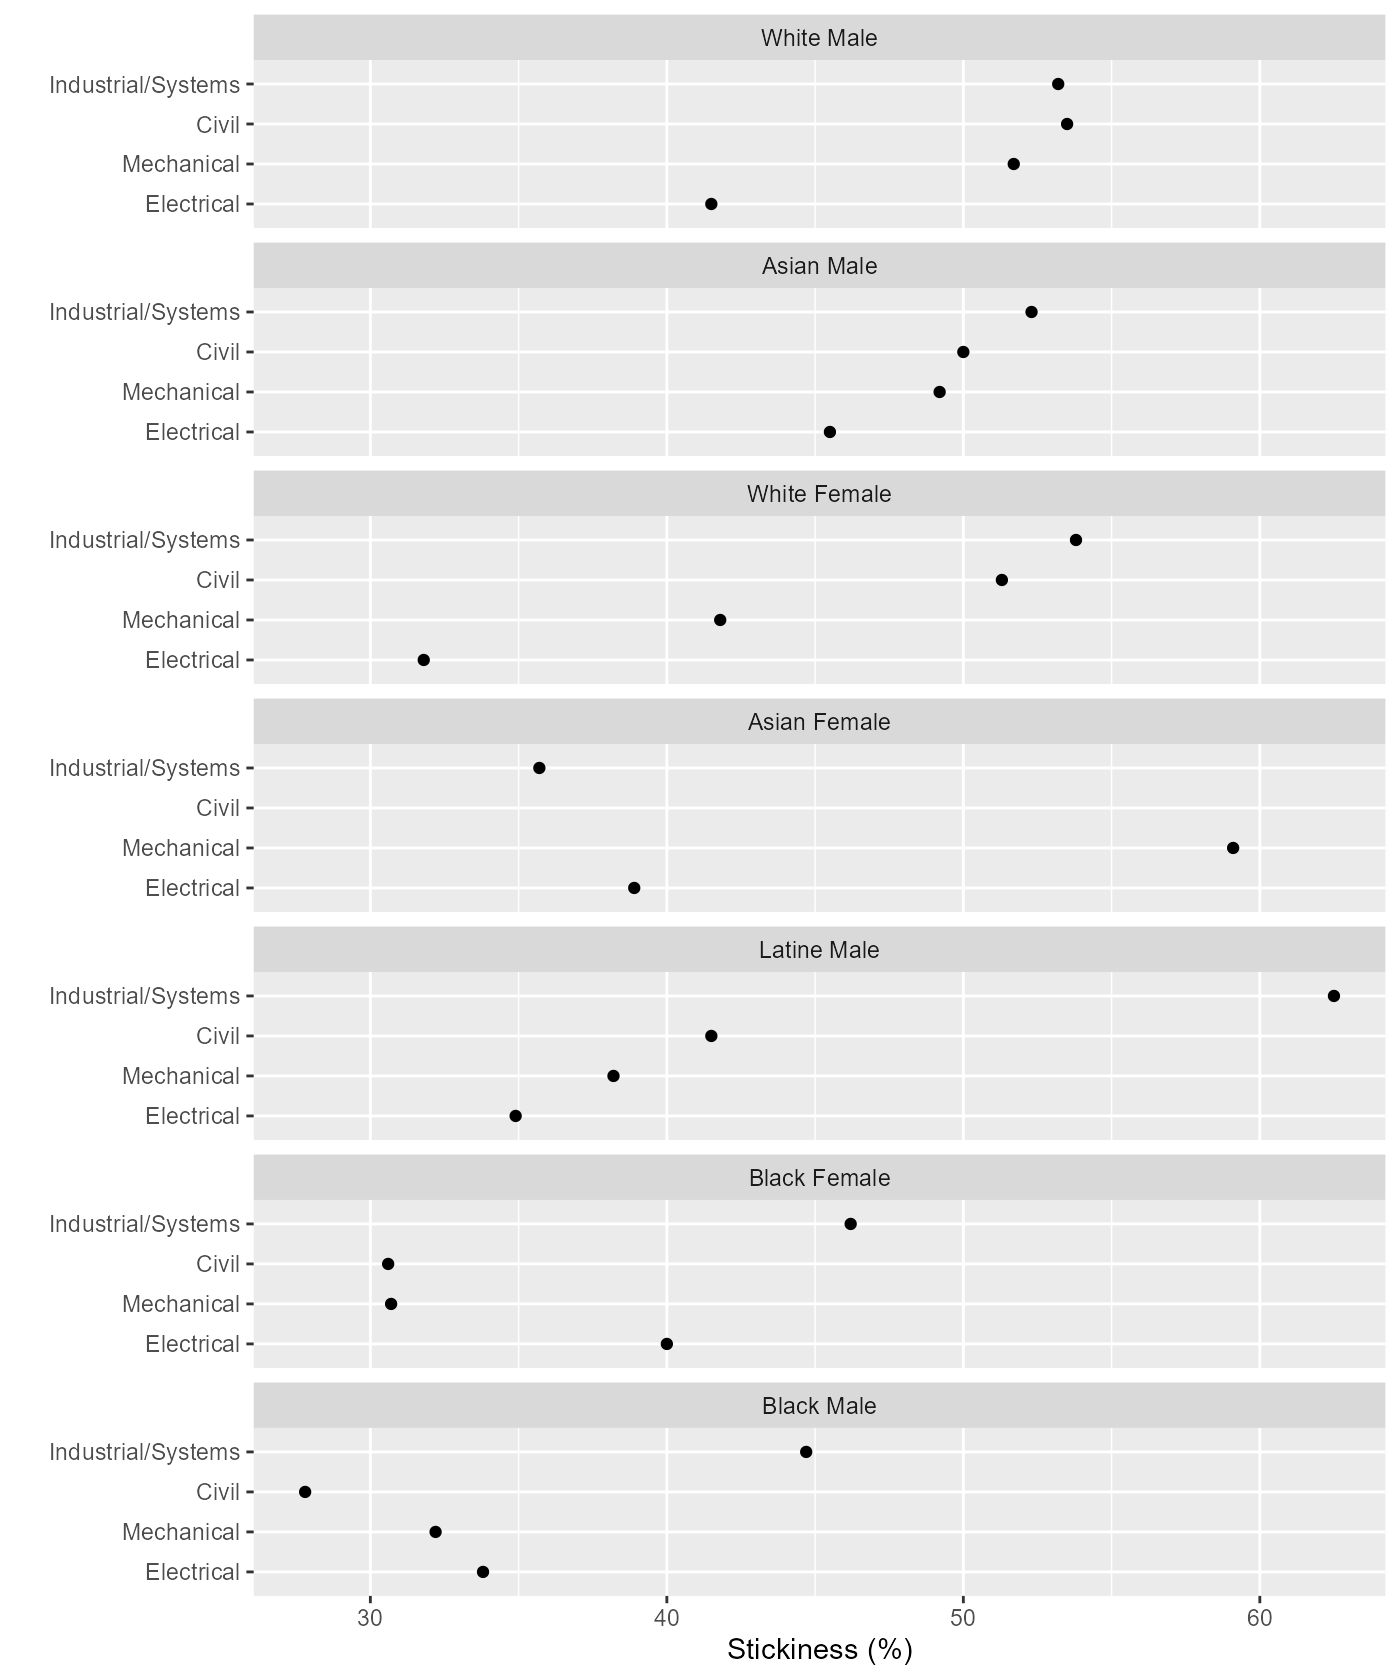 White Male
Industrial/Systems
Civil
Mechanical
Electrical
Asian Male
Industrial/Systems
Civil
Mechanical
Electrical
White Female
Industrial/Systems
Civil
Mechanical
Electrical
Asian Female
Industrial/Systems
Civil
Mechanical
Electrical
Latine Male
Industrial/Systems
Civil
Mechanical
Electrical
Black Female
Industrial/Systems
Civil
Mechanical
Electrical
Black Male
Industrial/Systems
Civil
Mechanical
Electrical
30 40 50 60
Stickiness (%)